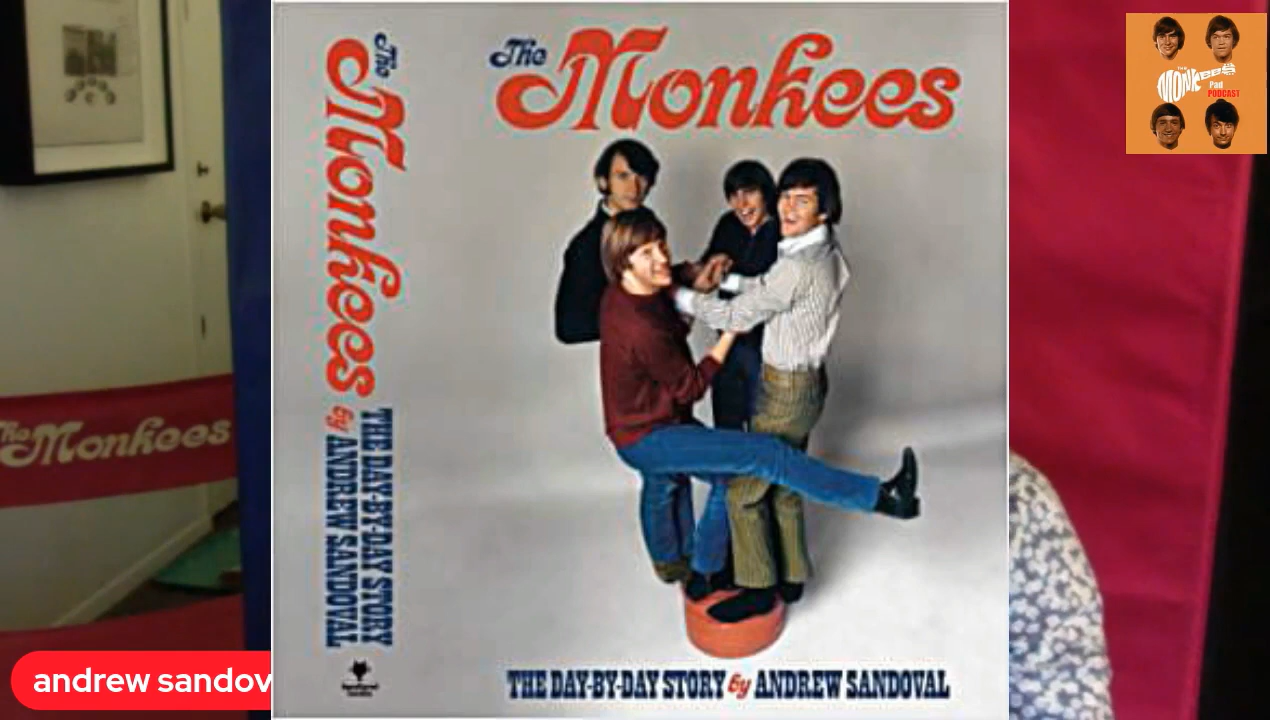 The Monkees
THE DAY-BY-DAY STORY
by ANDREW SANDOVAL
The Monkees
THE DAY-BY-DAY STORY by ANDREW SANDOVAL
THE
MONKEES
Pad
PODCAST
The Monkees
andrew sandov